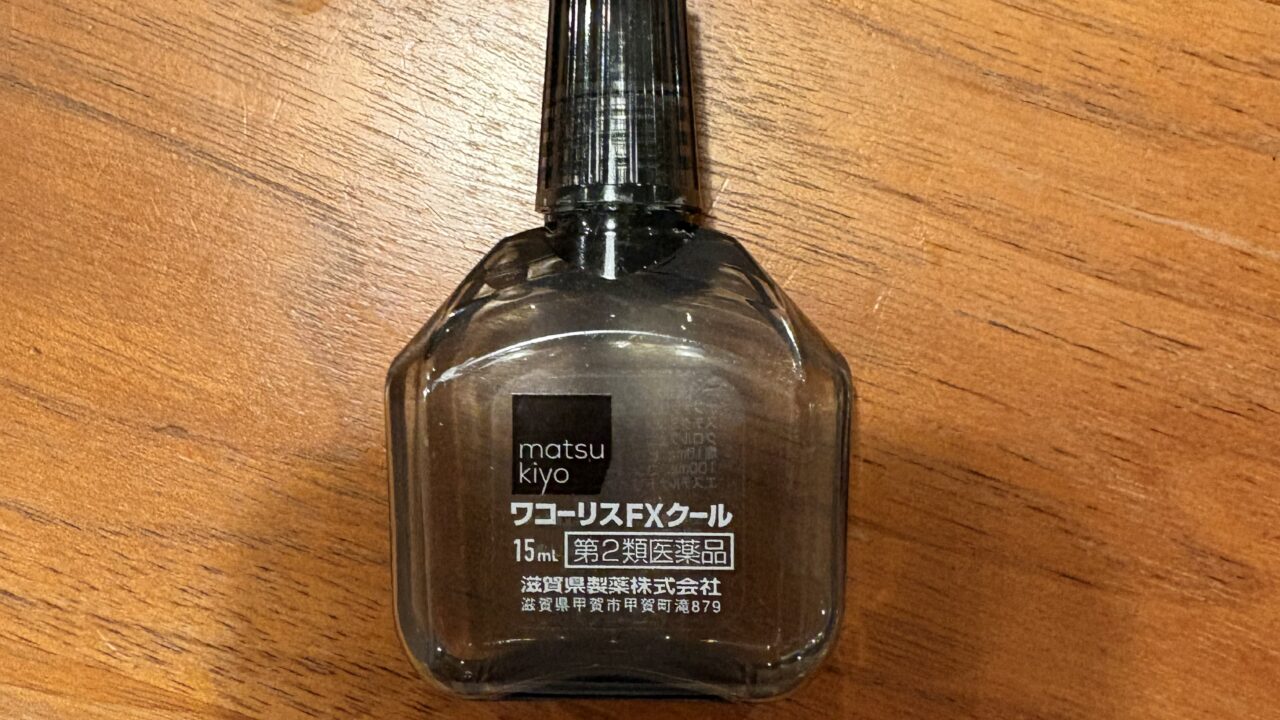 matsu
kiyo
ワコーリスFXクール
15mL 第2類医薬品
滋賀県製薬株式会社
滋賀県甲賀市甲賀町滝879